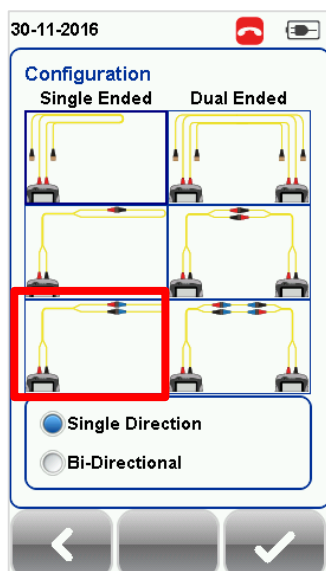 30-11-2016
Configuration
Single Ended Dual Ended
Single Direction
Bi-Directional